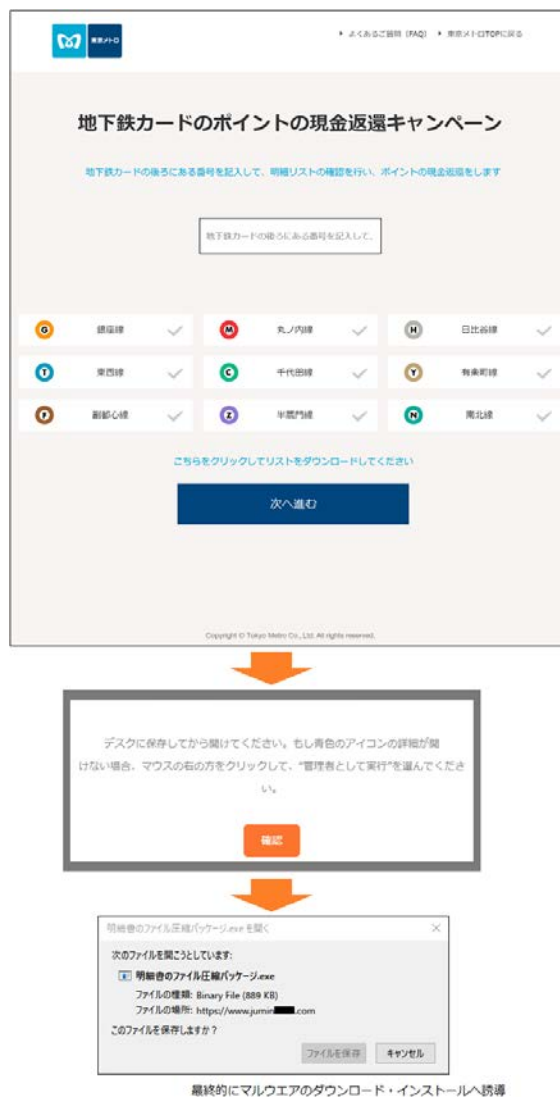 東京メトロ
よくあるご質問 (FAQ) 東京メトロTOPに戻る
地下鉄カードのポイントの現金返還キャンペーン
地下鉄カードの後ろにある番号を記入して、明細リストの確認を行い、ポイントの現金返還をします
地下鉄カードの後ろにある番号を記入して、
G 銀座線 M 丸ノ内線 H 日比谷線
T 東西線 C 千代田線 Y 有楽町線
F 副都心線 Z 半蔵門線 N 南北線
こちらをクリックしてリストをダウンロードしてください
次へ進む
Copyright © Tokyo Metro Co., Ltd. All rights reserved.
デスクに保存してから開けてください。もし青色のアイコンの詳細が開
けない場合、マウスの右の方をクリックして、“管理者として実行”を選んでくださ
い。
確認
明細書のファイル圧縮パッケージ.exe を開く
次のファイルを開こうとしています:
明細書のファイル圧縮パッケージ.exe
ファイルの種類: Binary File (889 KB)
ファイルの場所: https://www.jumin .com
このファイルを保存しますか?
ファイルを保存 キャンセル
最終的にマルウエアのダウンロード・インストールへ誘導